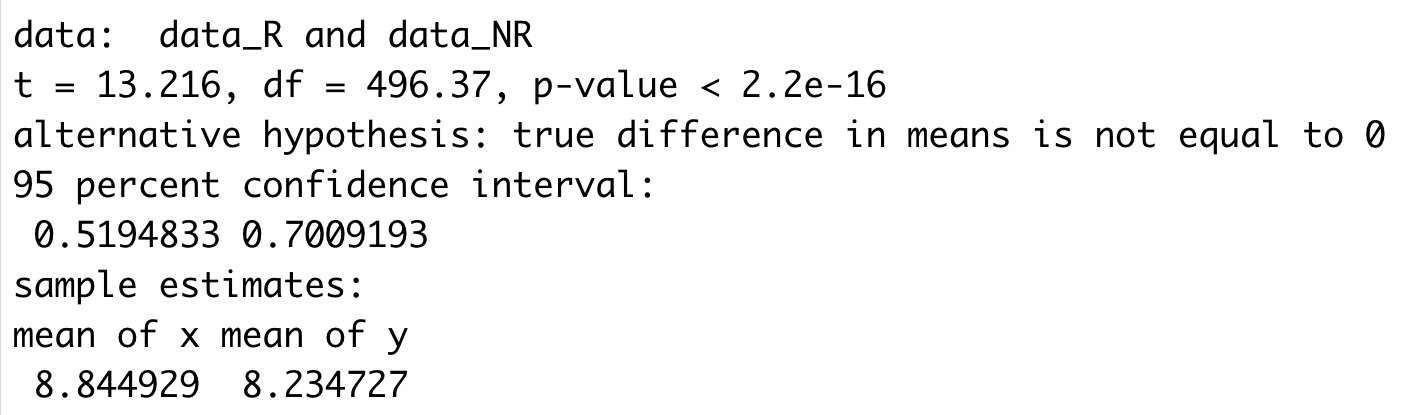 data:  data_R and data_NR
t = 13.216, df = 496.37, p-value < 2.2e-16
alternative hypothesis: true difference in means is not equal to 0
95 percent confidence interval:
 0.5194833 0.7009193
sample estimates:
mean of x mean of y
 8.844929  8.234727